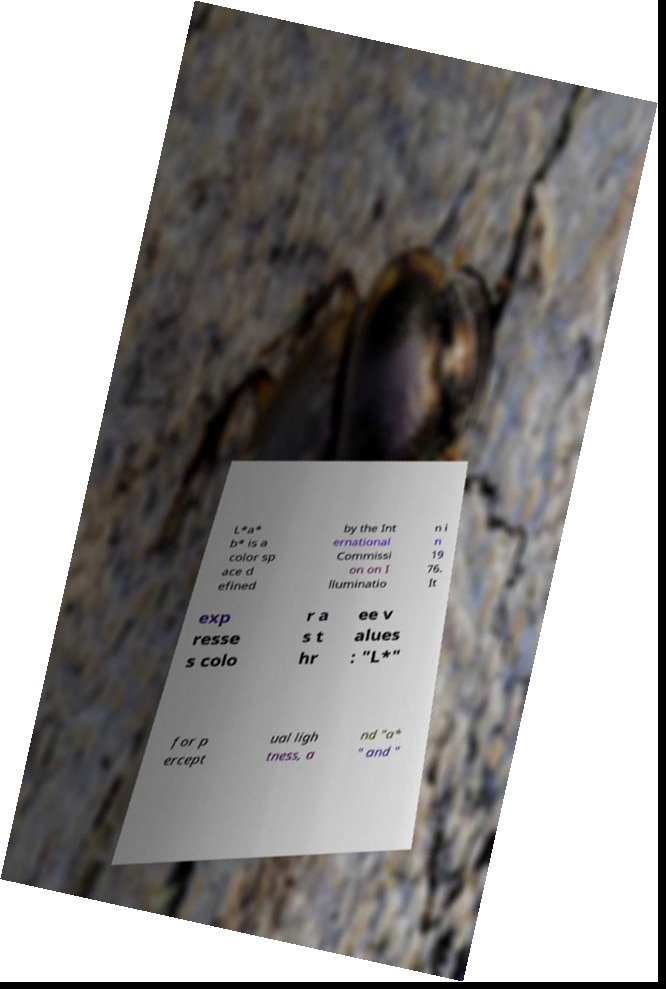 L*a*
b* is a
color sp
ace d
efined
by the Int
ernational
Commissi
on on I
lluminatio
n i
n
19
76.
It
exp
resse
s colo
r a
s t
hr
ee v
alues
: "L*"
for p
ercept
ual ligh
tness, a
nd "a*
" and "